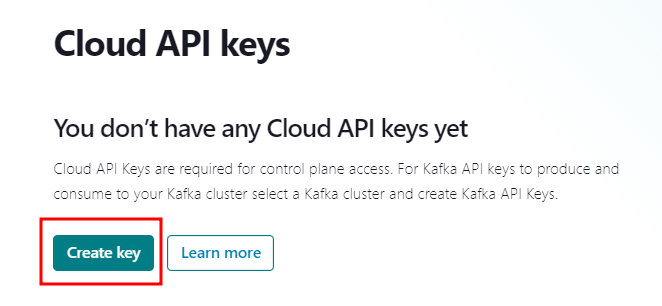 Cloud API keys
You don’t have any Cloud API keys yet
Cloud API Keys are required for control plane access. For Kafka API keys to produce and
consume to your Kafka cluster select a Kafka cluster and create Kafka API Keys.
Create key
Learn more